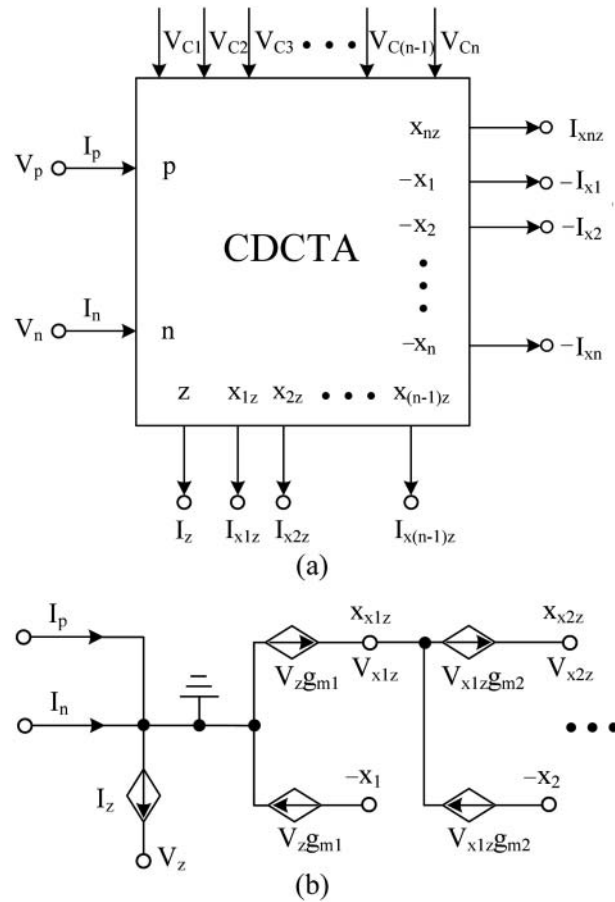 V_C1 V_C2 V_C3 • • • V_C(n-1) V_Cn
x_nz I_xnz
V_p I_p p
–x_1 –I_x1
CDCTA
–x_2 –I_x2
V_n I_n n
–x_n –I_xn
z x_1z x_2z • • • x_(n-1)z
I_z I_x1z I_x2z I_x(n-1)z
(a)
I_p x_x1z x_x2z
V_zg_m1 V_x1z V_x1zg_m2 V_x2z
I_n
• • •
–x_1 –x_2
I_z
V_zg_m1 V_x1zg_m2
V_z
(b)